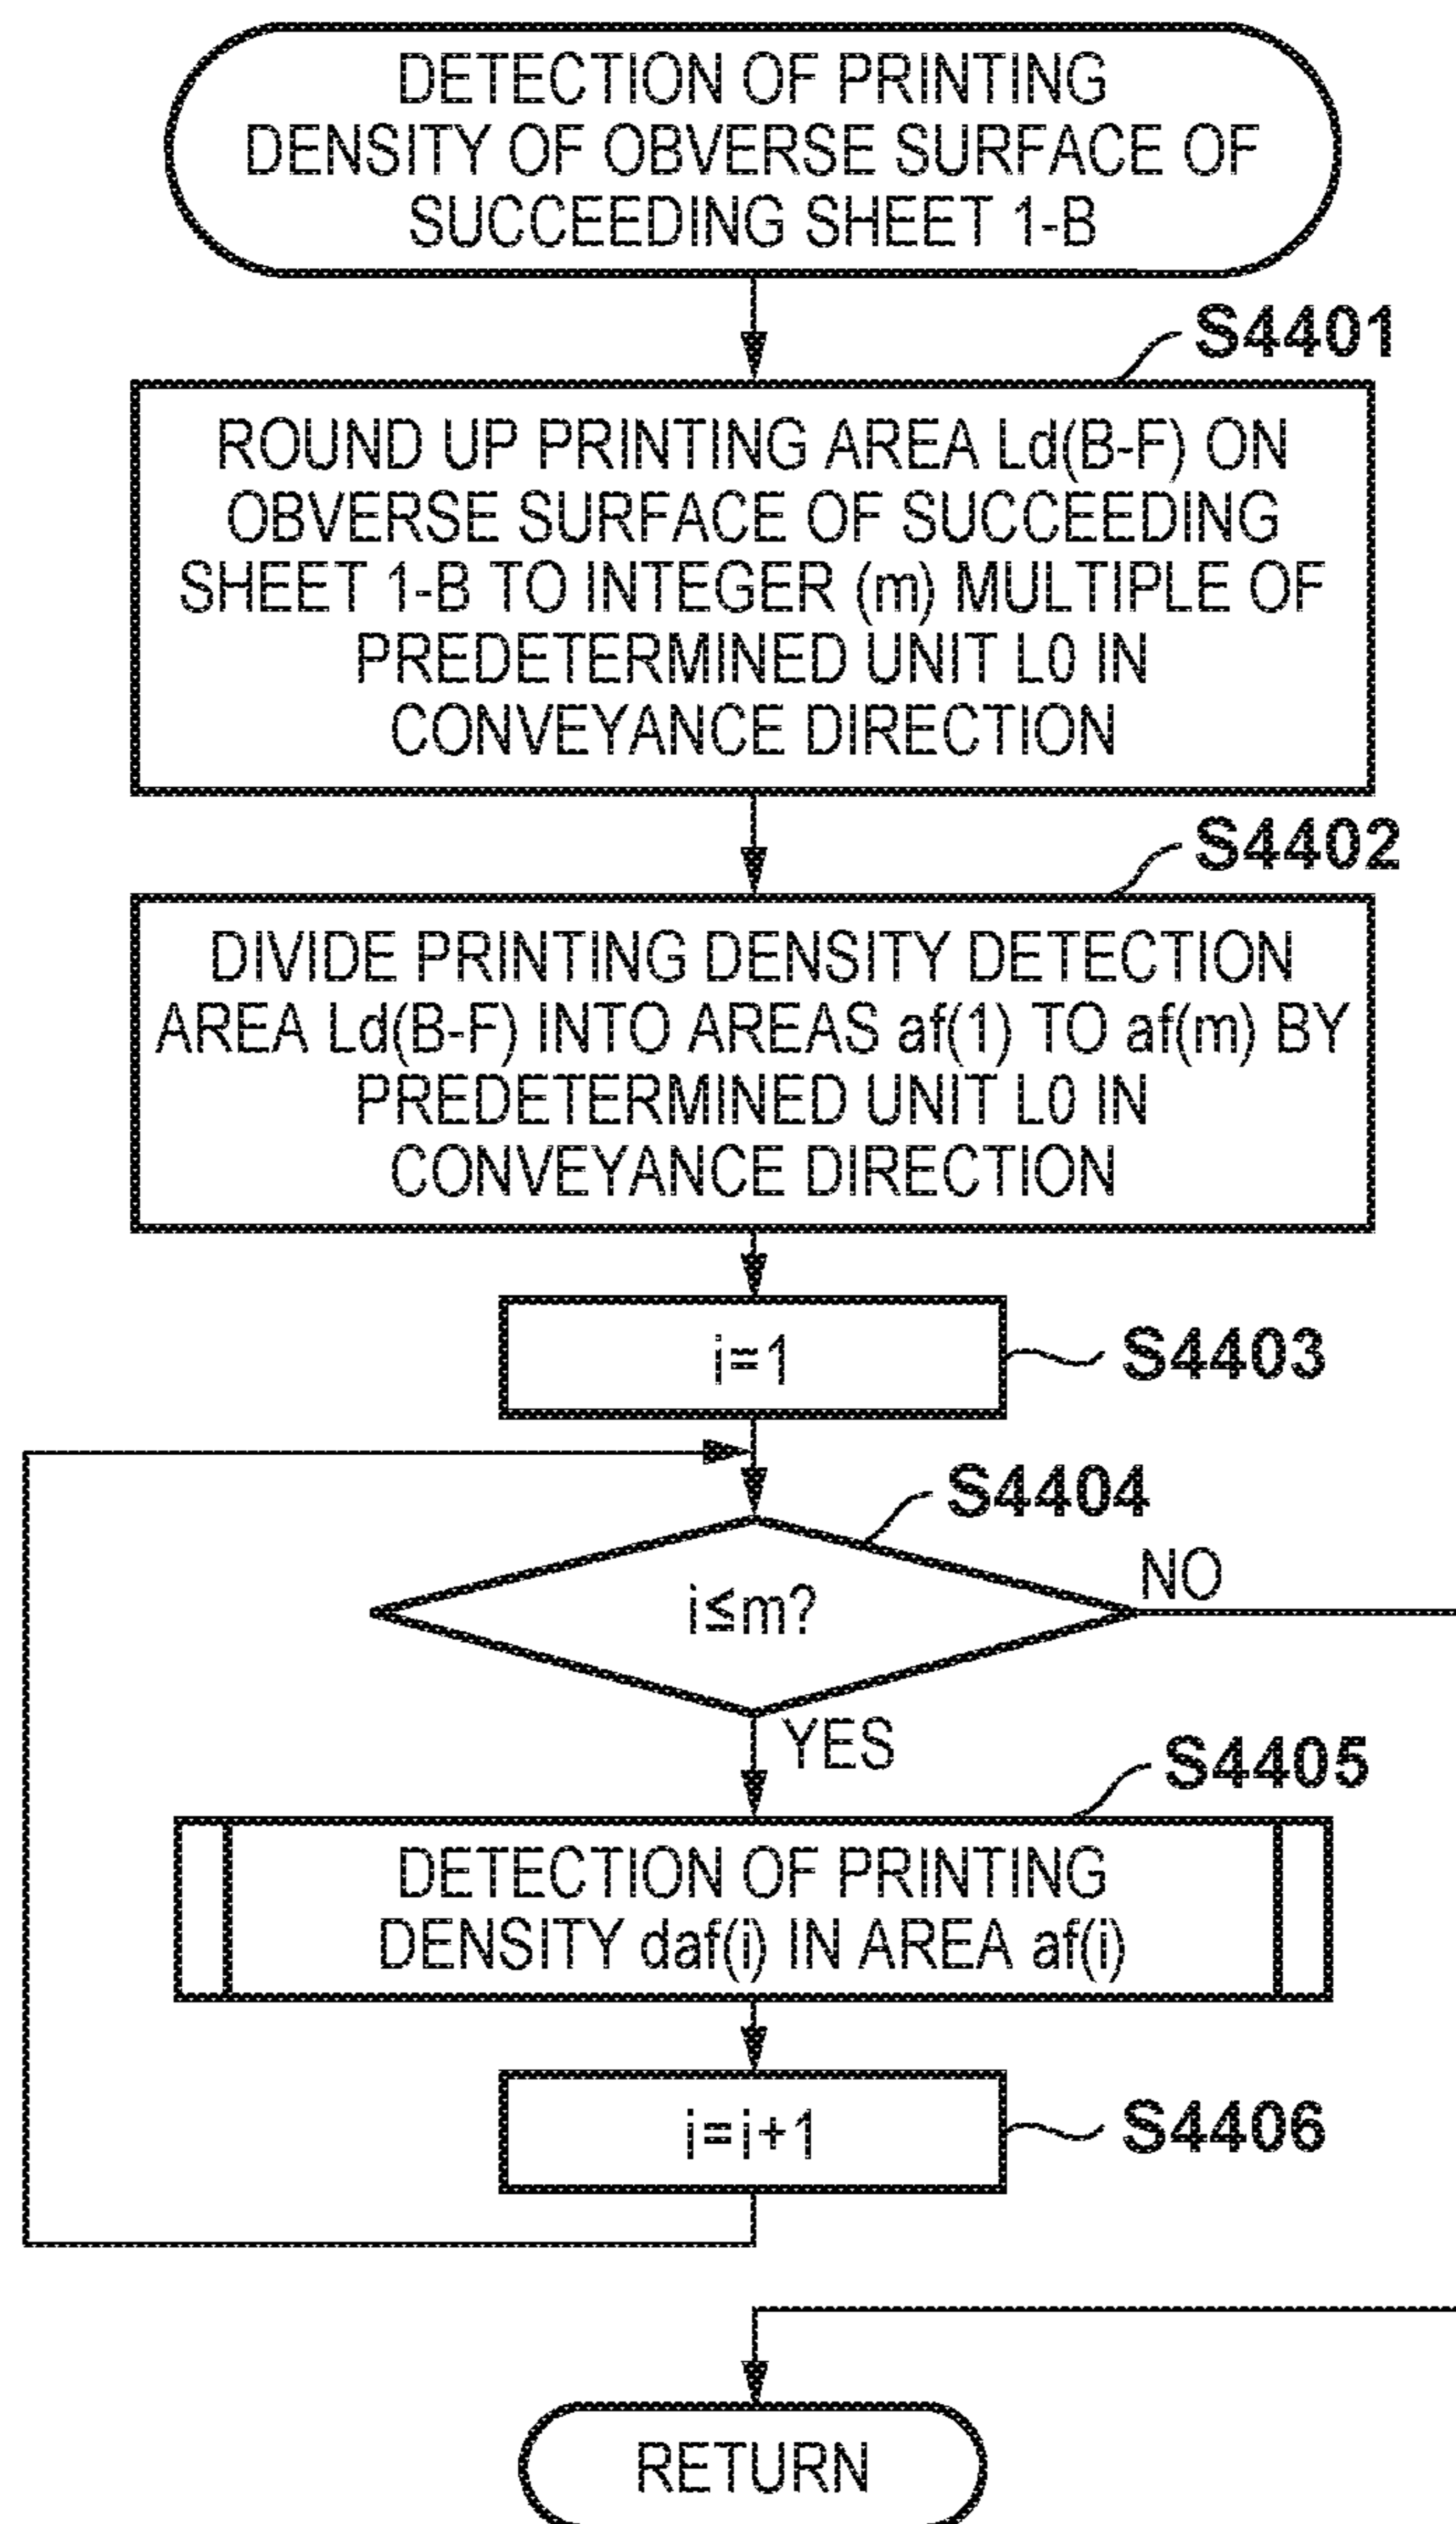 DETECTION OF PRINTING
DENSITY OF OBVERSE SURFACE OF
SUCCEEDING SHEET 1-B
S4401
ROUND UP PRINTING AREA Ld(B-F) ON
OBVERSE SURFACE OF SUCCEEDING
SHEET 1-B TO INTEGER (m) MULTIPLE OF
PREDETERMINED UNIT L0 IN
CONVEYANCE DIRECTION
S4402
DIVIDE PRINTING DENSITY DETECTION
AREA Ld(B-F) INTO AREAS af(1) TO af(m) BY
PREDETERMINED UNIT L0 IN
CONVEYANCE DIRECTION
i=1
S4403
S4404
i≤m?
NO
YES
S4405
DETECTION OF PRINTING
DENSITY daf(i) IN AREA af(i)
i=i+1
S4406
RETURN